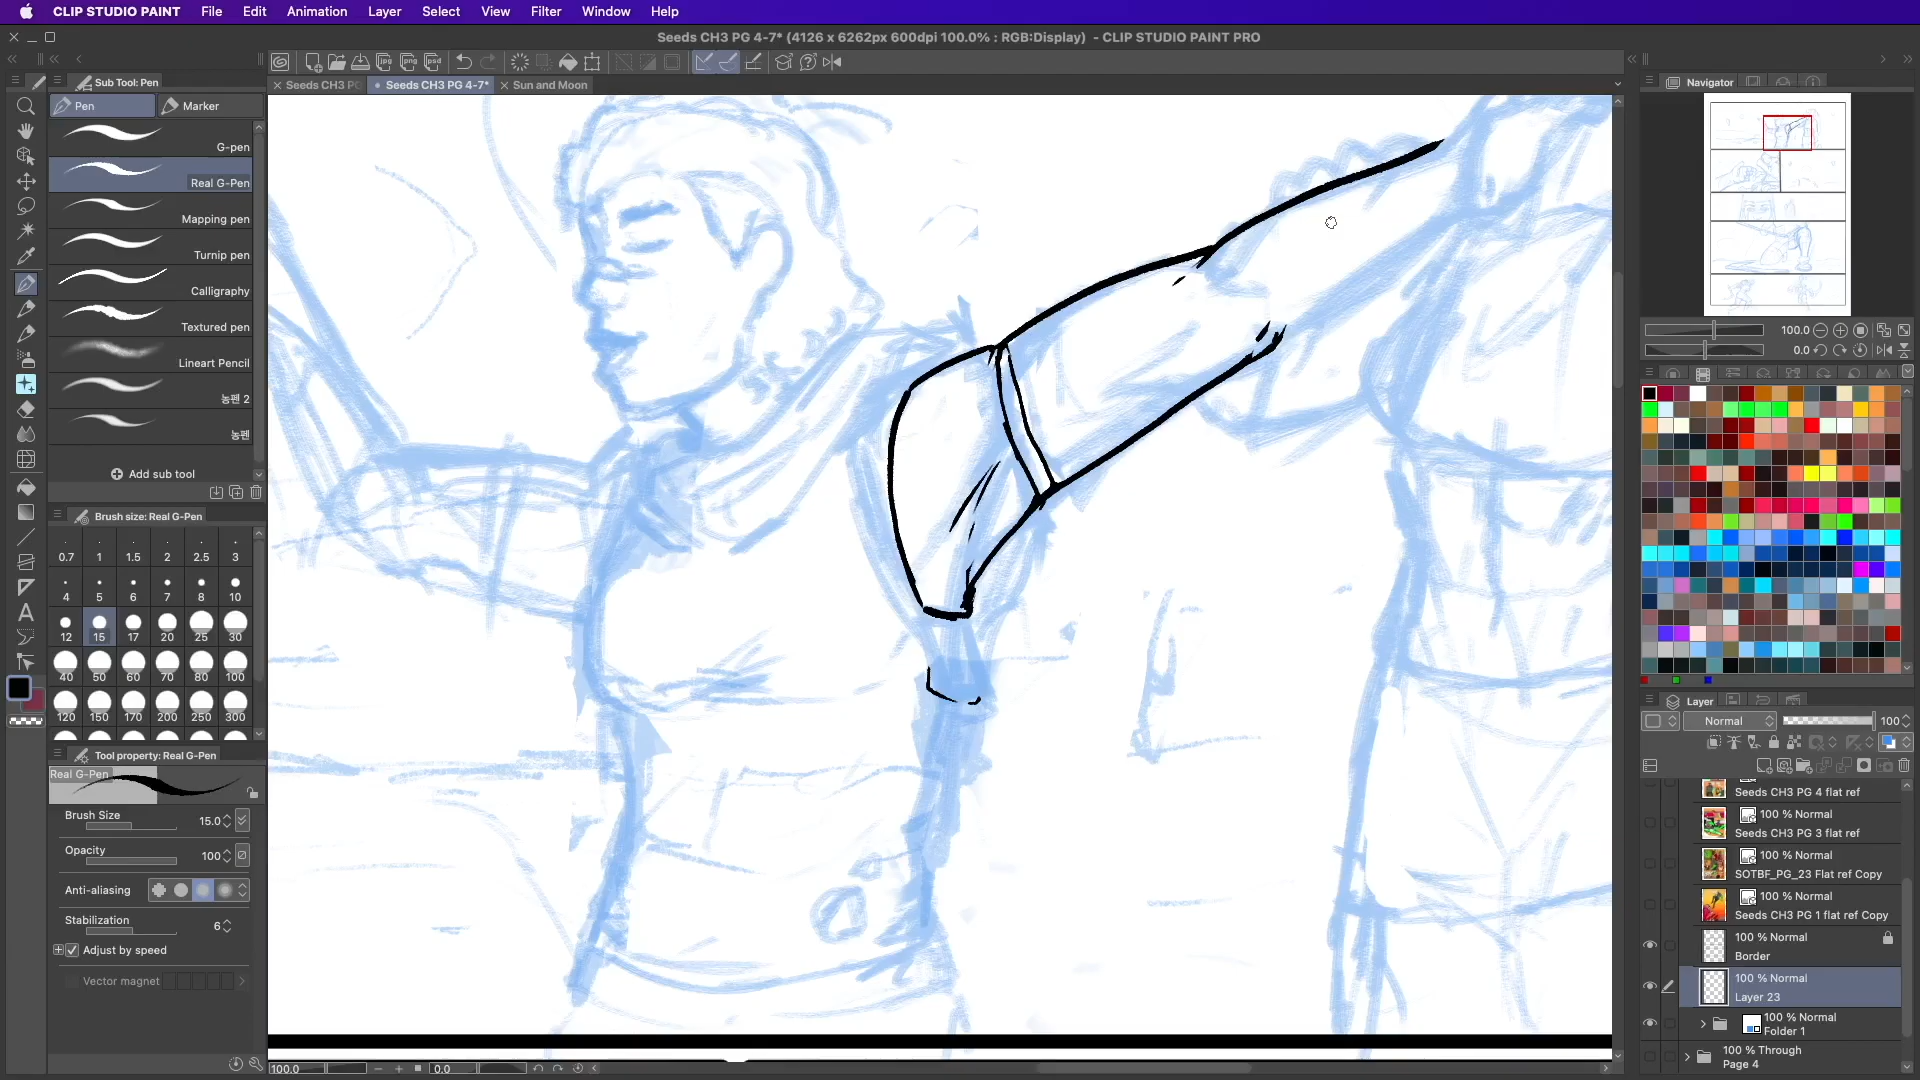 CLIP STUDIO PAINT File Edit Animation Layer Select View Filter Window Help
Seeds CH3 PG 4-7* (4126 x 6262px 600dpi 100.0% : RGB:Display) - CLIP STUDIO PAINT PRO
Sub Tool: Pen
Seeds CH3 PG
Seeds CH3 PG 4-7*
Sun and Moon
Navigator
Pen
Marker
G-pen
Real G-Pen
Mapping pen
Turnip pen
Calligraphy
Textured pen
Lineart Pencil
농펜 2
농펜
Add sub tool
100.0
0.0
Brush size: Real G-Pen
0.7 1 1.5 2 2.5 3
4 5 6 7 8 10
12 15 17 20 25 30
40 50 60 70 80 100
120 150 170 200 250 300
Tool property: Real G-Pen
Real G-Pen
Brush Size 15.0
Opacity 100
Anti-aliasing
Stabilization 6
Adjust by speed
Vector magnet
100.0 0.0
Layer
Normal 100
Seeds CH3 PG 4 flat ref
100 % Normal
Seeds CH3 PG 3 flat ref
100 % Normal
SOTBF_PG_23 Flat ref Copy
100 % Normal
Seeds CH3 PG 1 flat ref Copy
100 % Normal
Border
100 % Normal
Layer 23
100 % Normal
Folder 1
100 % Through
Page 4